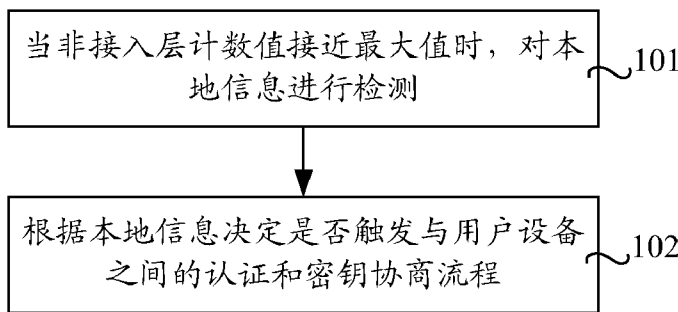 当非接入层计数值接近最大值时，对本
地信息进行检测
101
根据本地信息决定是否触发与用户设备
之间的认证和密钥协商流程
102